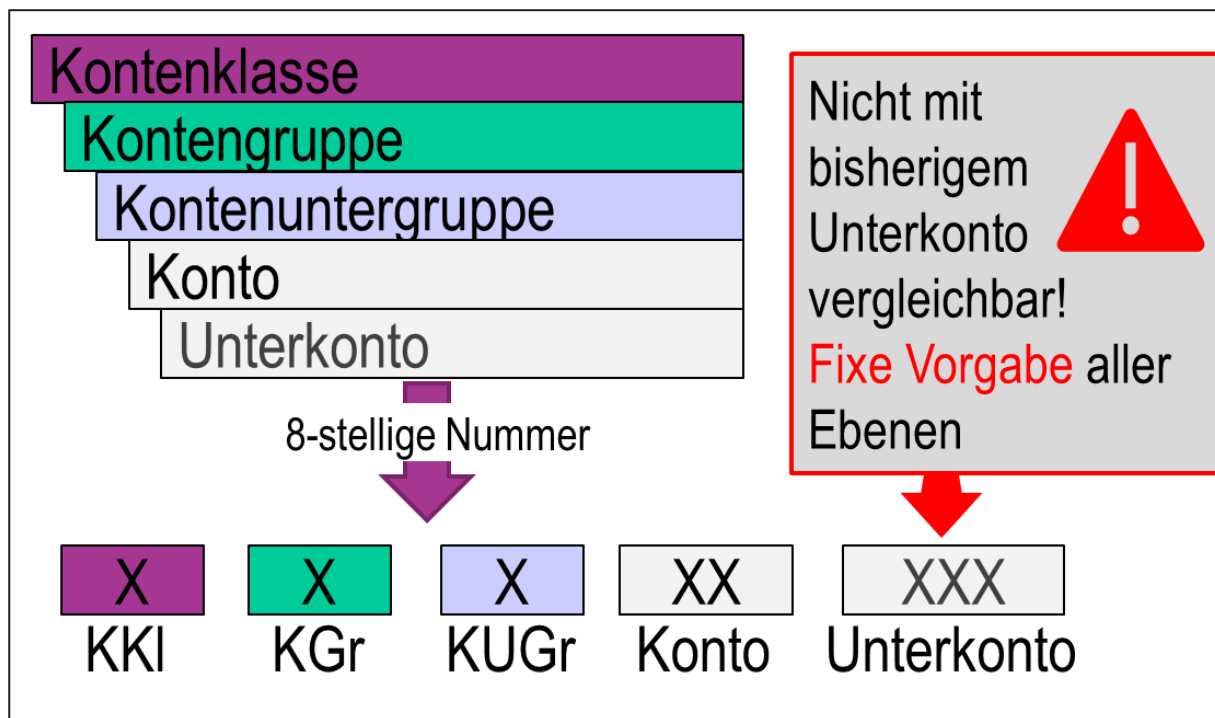 Kontenklasse
Kontengruppe
Kontenuntergruppe
Konto
Unterkonto
8-stellige Nummer
Nicht mit
bisherigem
Unterkonto
vergleichbar!
Fixe Vorgabe aller
Ebenen
X X X XX XXX
KKl KGr KUGr Konto Unterkonto